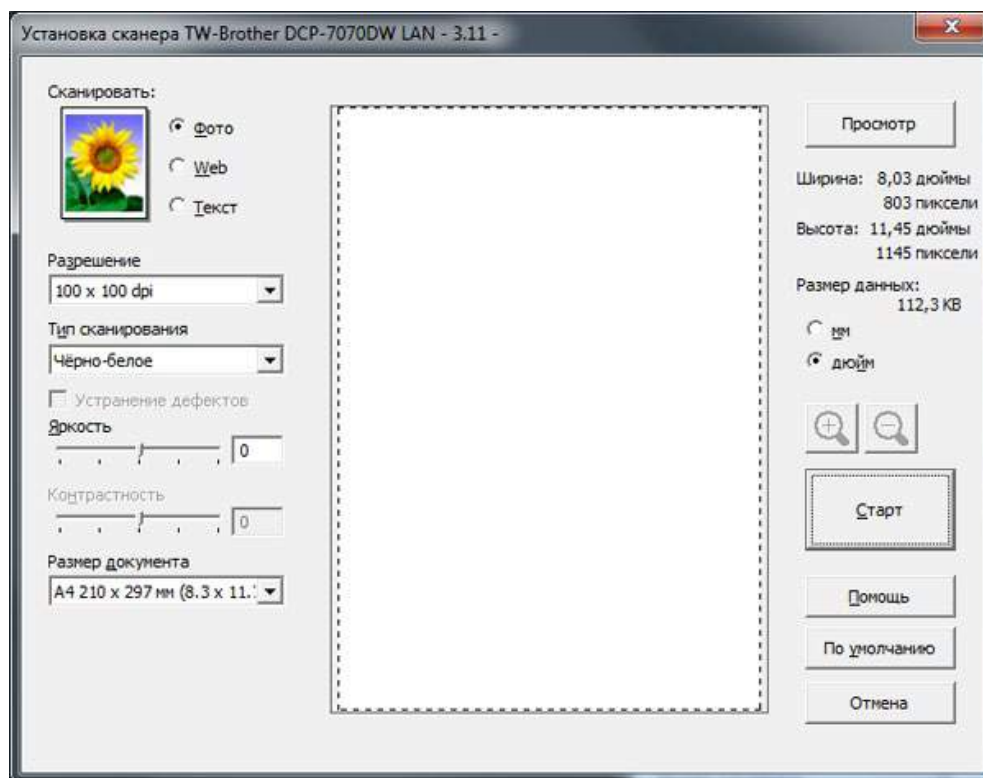 Установка сканера TW-Brother DCP-7070DW LAN - 3.11 -
Сканировать:
Фото
Web
Текст
Разрешение
100 x 100 dpi
Тип сканирования
Чёрно-белое
Устранение дефектов
Яркость
0
Контрастность
0
Размер документа
A4 210 x 297 мм (8.3 x 11.
Просмотр
Ширина: 8,03 дюймы
803 пиксели
Высота: 11,45 дюймы
1145 пиксели
Размер данных:
112,3 KB
мм
дюйм
Старт
Помощь
По умолчанию
Отмена